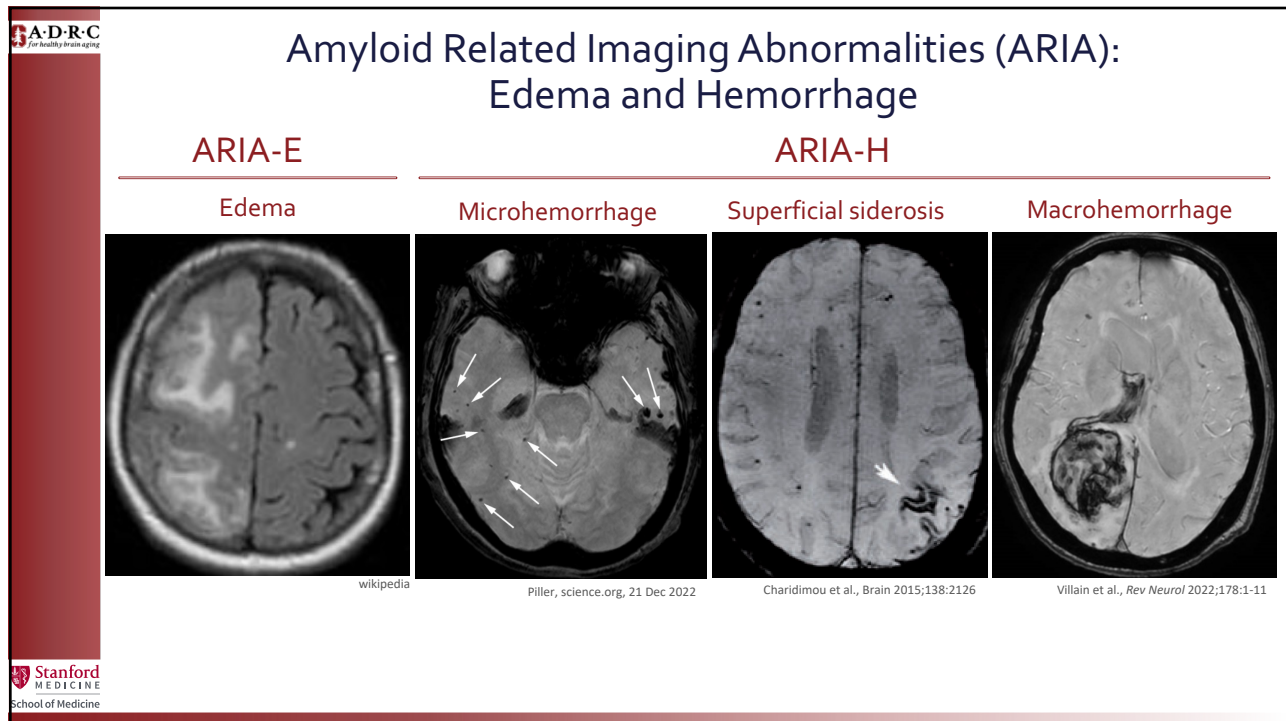 A·D·R·C
for healthy brain aging
Amyloid Related Imaging Abnormalities (ARIA):
Edema and Hemorrhage
ARIA-E
ARIA-H
Edema
Microhemorrhage
Superficial siderosis
Macrohemorrhage
wikipedia
Piller, science.org, 21 Dec 2022
Charidimou et al., Brain 2015;138:2126
Villain et al., Rev Neurol 2022;178:1-11
Stanford
MEDICINE
School of Medicine